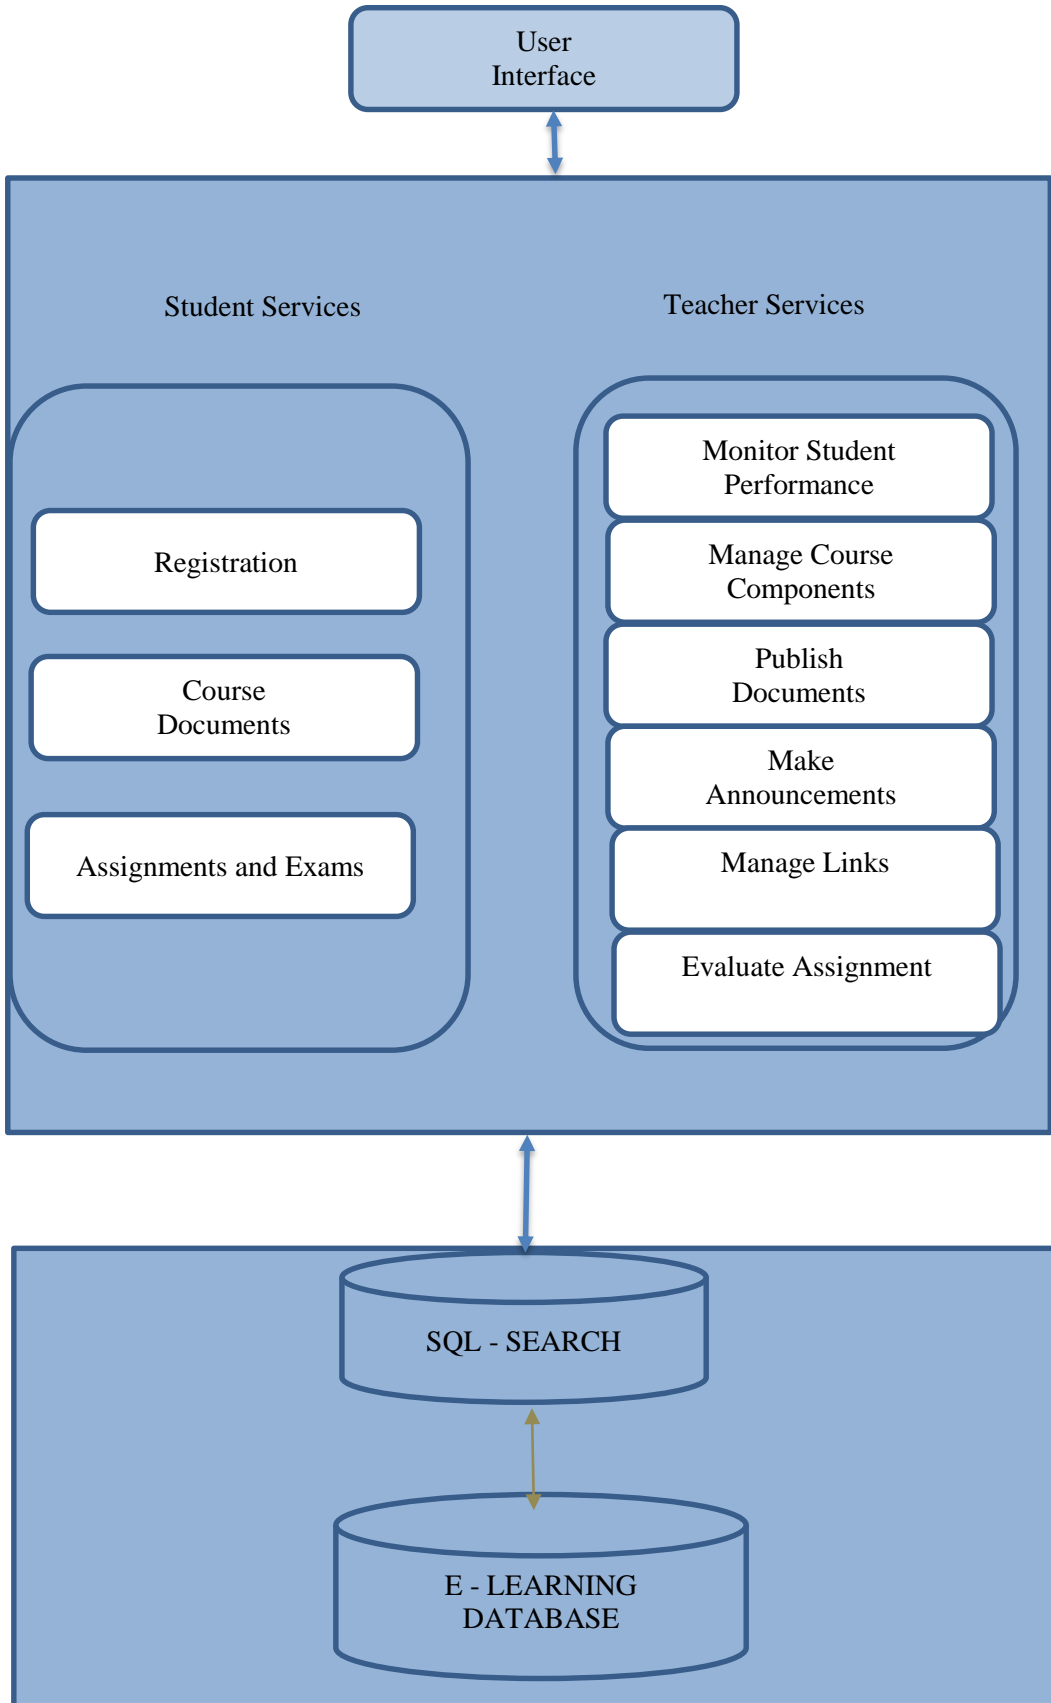 User
Interface
Student Services
Teacher Services
Registration
Course
Documents
Assignments and Exams
Monitor Student
Performance
Manage Course
Components
Publish
Documents
Make
Announcements
Manage Links
Evaluate Assignment
SQL - SEARCH
E - LEARNING
DATABASE